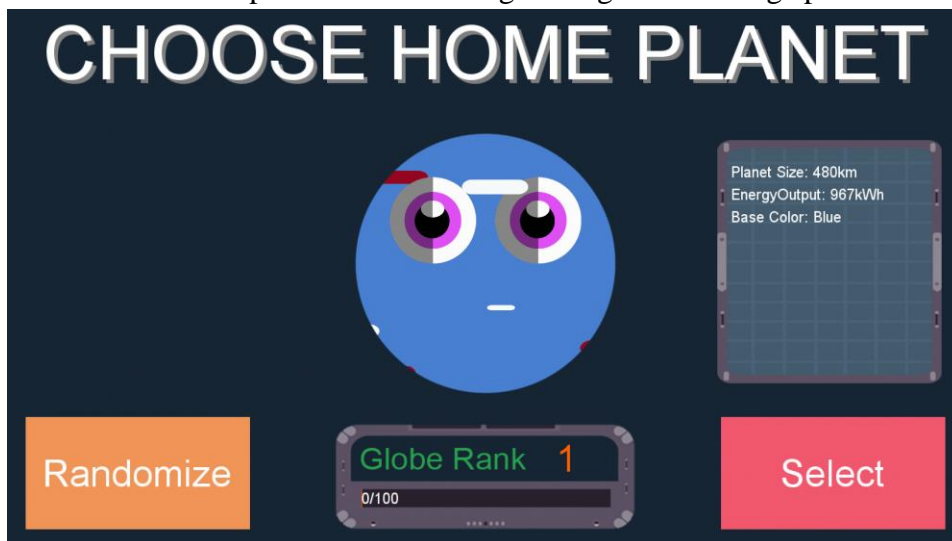 CHOOSE HOME PLANET
Planet Size: 480km
EnergyOutput: 967kWh
Base Color: Blue
Randomize
Globe Rank 1
0/100
Select